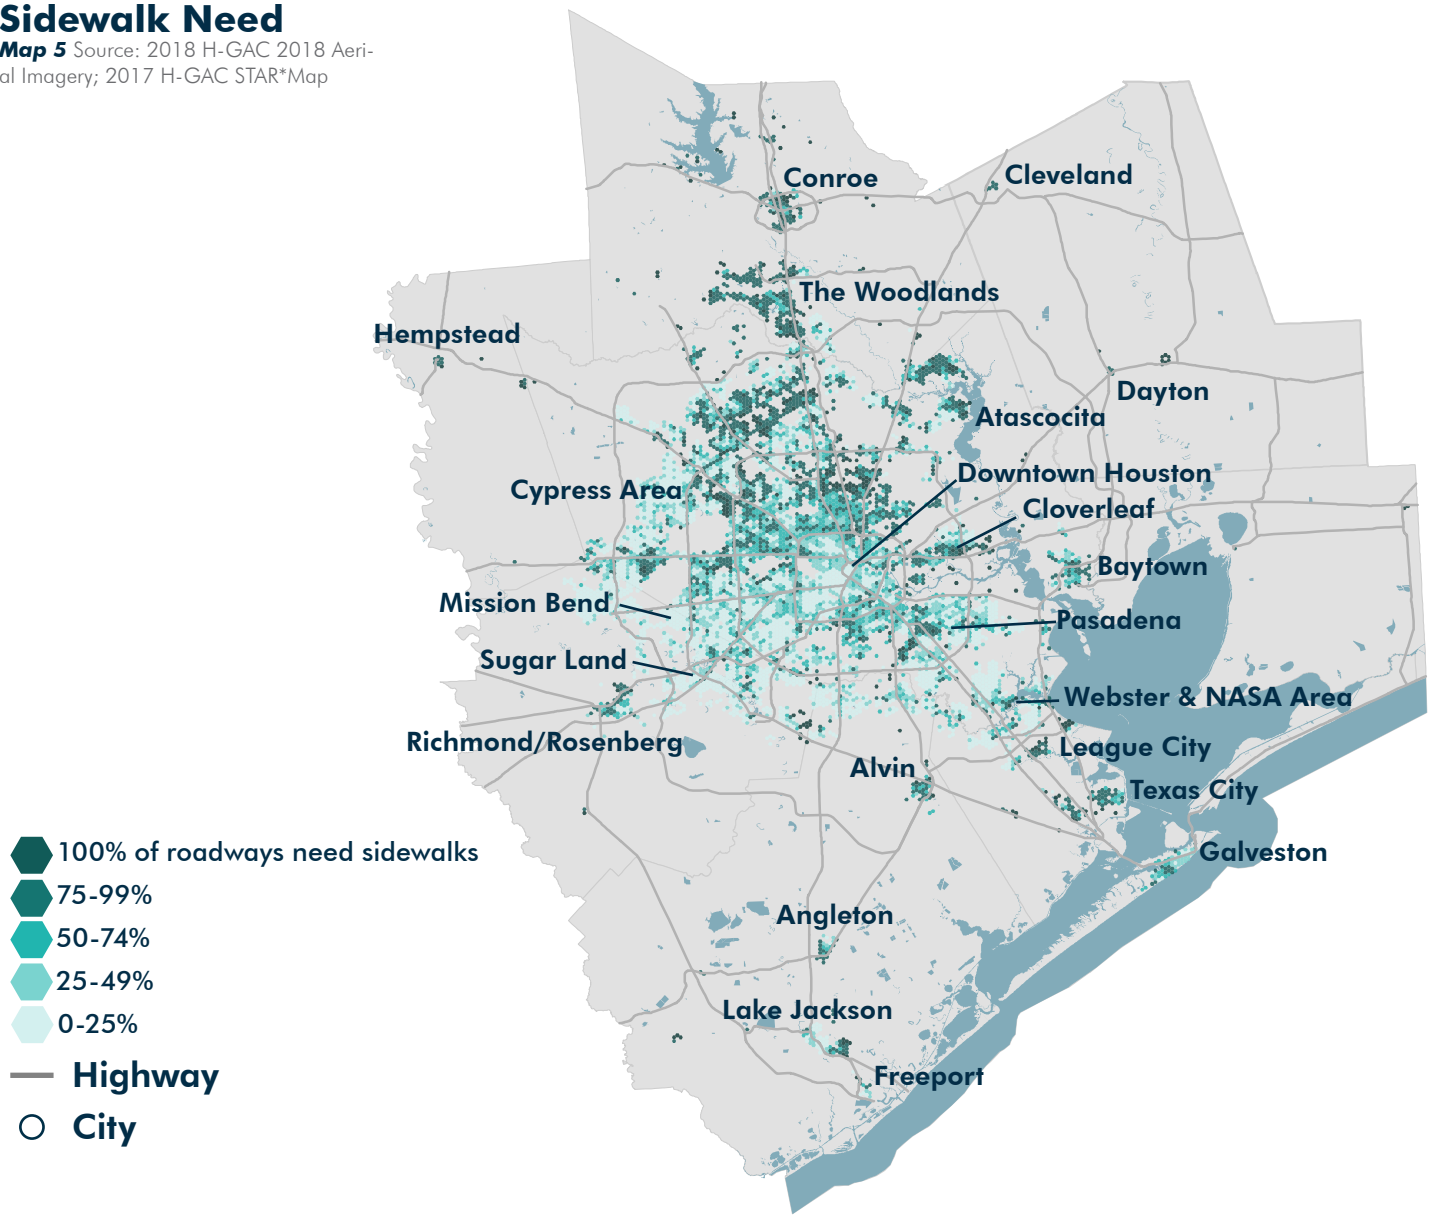 Sidewalk Need
Map 5 Source: 2018 H-GAC 2018 Aeri-
al Imagery; 2017 H-GAC STAR*Map
Conroe
Cleveland
The Woodlands
Hempstead
Dayton
Atascocita
Downtown Houston
Cypress Area
Cloverleaf
Baytown
Mission Bend
Pasadena
Sugar Land
Webster & NASA Area
Richmond/Rosenberg
League City
Alvin
Texas City
100% of roadways need sidewalks
Galveston
75-99%
Angleton
50-74%
25-49%
Lake Jackson
0-25%
Highway
Freeport
City